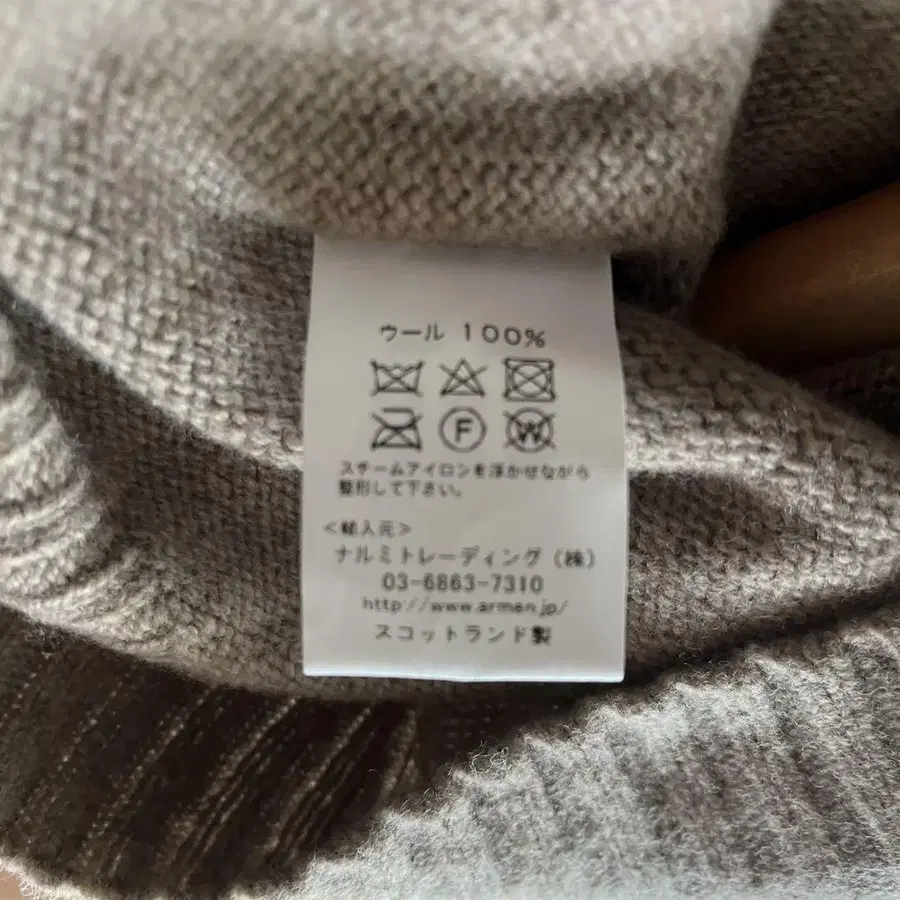 ウール 100%
F W
スチームアイロンを浮かせながら
整形して下さい。
<輸入元>
ナルミトレーディング(株)
03-6863-7310
http://www.armen.jp/
スコットランド製